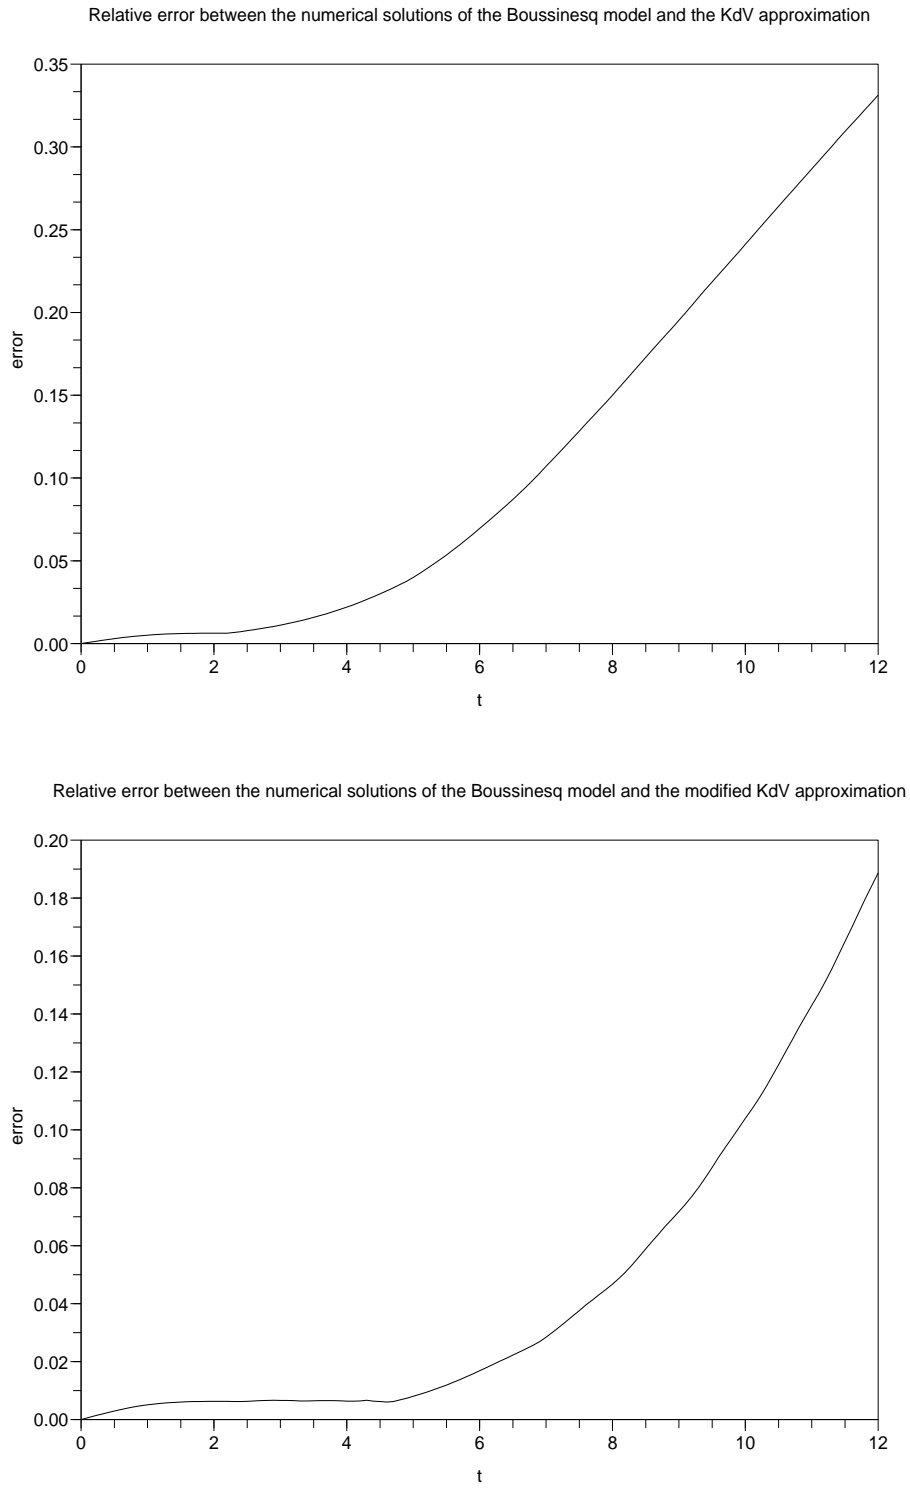 Relative error between the numerical solutions of the Boussinesq model and the KdV approximation
0.35
0.30
0.25
0.20
error
0.15
0.10
0.05
0.00
0 2 4 6 8 10 12
t
Relative error between the numerical solutions of the Boussinesq model and the modified KdV approximation
0.20
0.18
0.16
0.14
0.12
0.10
error
0.08
0.06
0.04
0.02
0.00
0 2 4 6 8 10 12
t